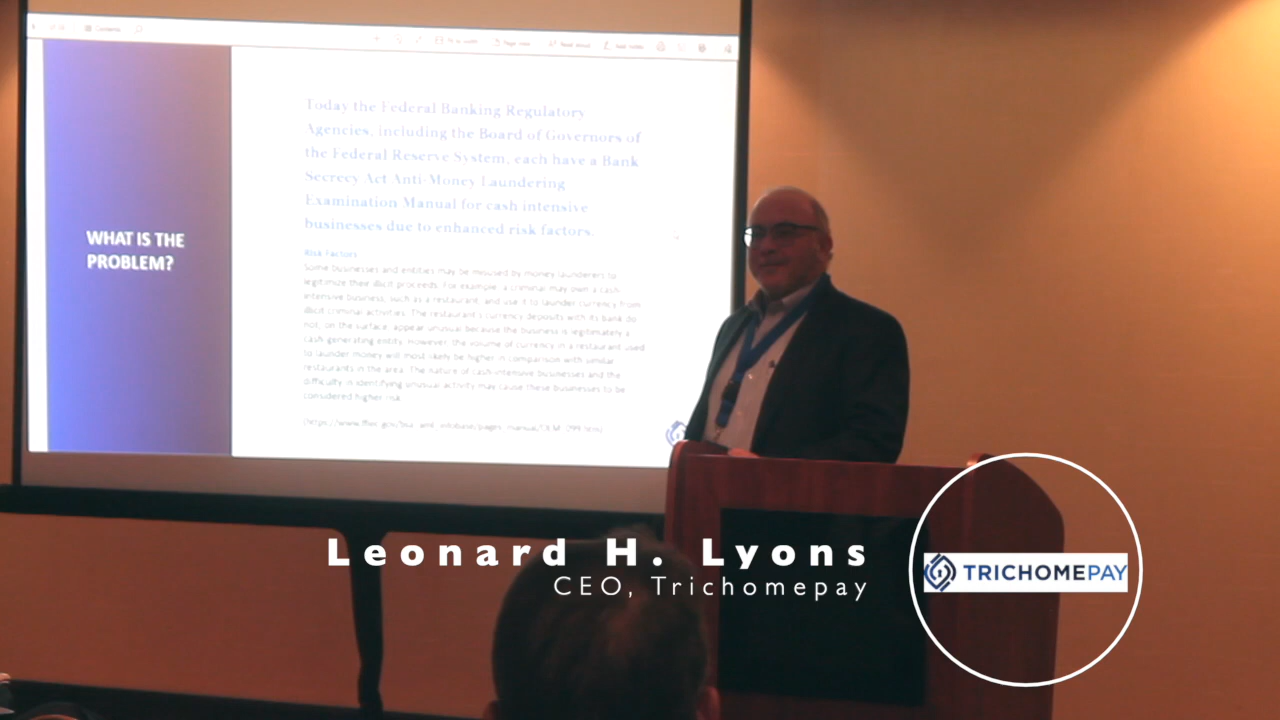 Contents
WHAT IS THE
PROBLEM?
Today the Federal Banking Regulatory
Agencies, including the Board of Governors of
the Federal Reserve System, each have a Bank
Secrecy Act Anti-Money Laundering
Examination Manual for cash intensive
businesses due to enhanced risk factors.
Risk Factors
Some businesses and entities may be misused by money launderers to
legitimize their illicit proceeds. For example, a criminal may own a cash
intensive business, such as a restaurant, and use it to launder currency from
illicit criminal activities. The restaurant's currency deposits with its bank do
not, on the surface, appear unusual because the business is legitimately a
cash generating entity. However, the volume of currency in a restaurant used
to launder money will most likely be higher in comparison with similar
restaurants in the area. The nature of cash intensive businesses and the
difficulty in identifying unusual activity may cause these businesses to be
considered higher risk.
Leonard H. Lyons
CEO, Trichomepay
TRICHOMEPAY